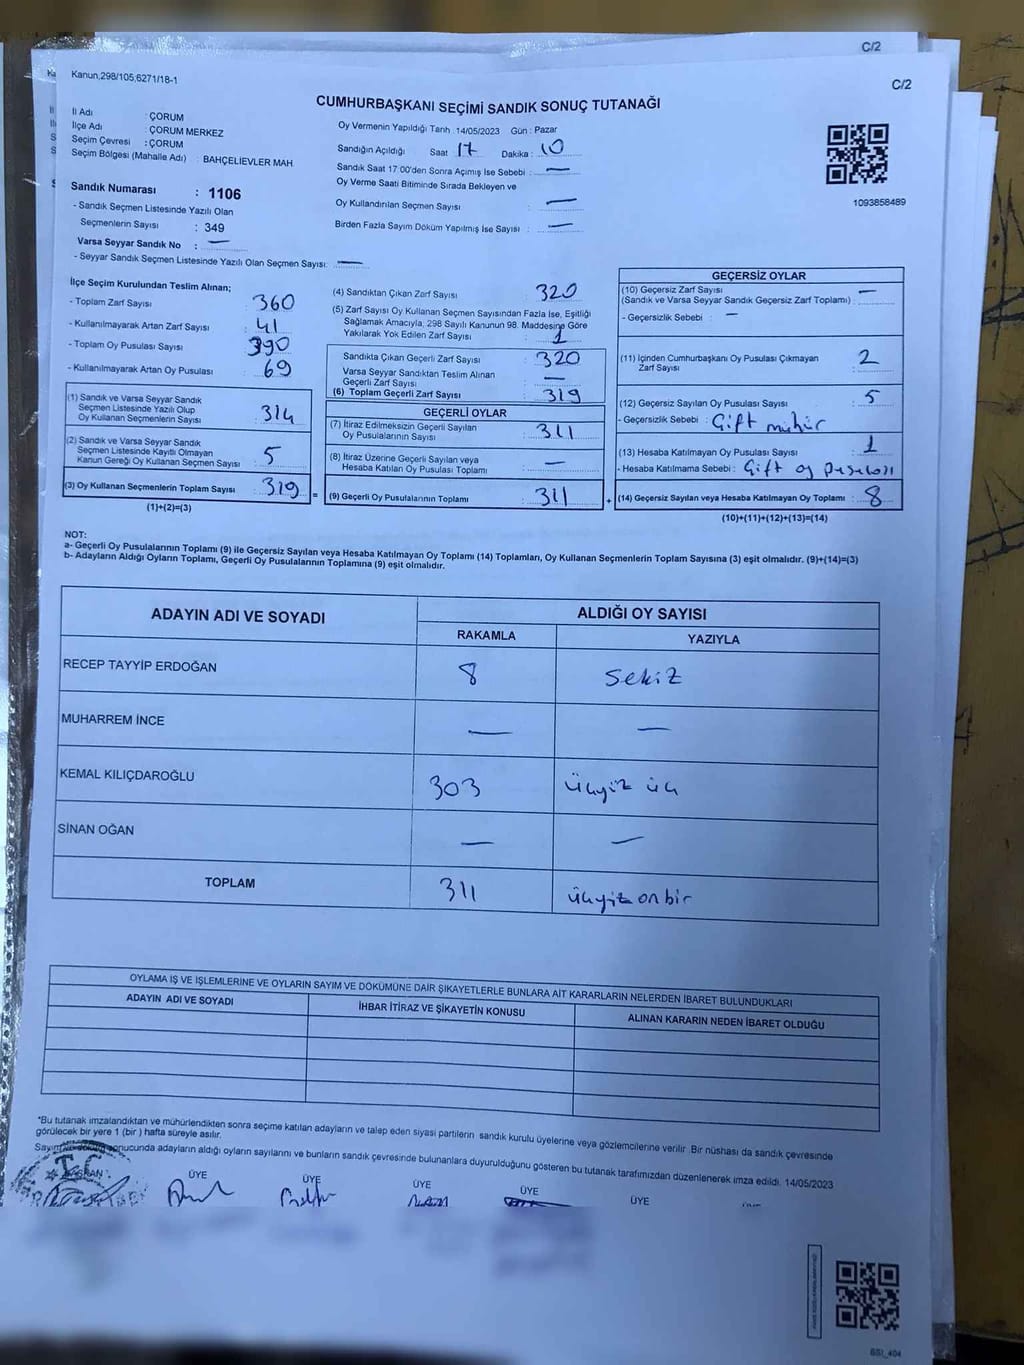 C/2
Kanun,298/105,6271/18-1
C/2
CUMHURBAŞKANI SEÇİMİ SANDIK SONUÇ TUTANAĞI
İl Adı : ÇORUM
İlçe Adı : ÇORUM MERKEZ
Seçim Çevresi : ÇORUM
Seçim Bölgesi (Mahalle Adı) : BAHÇELİEVLER MAH
Sandık Numarası : 1106
- Sandık Seçmen Listesinde Yazılı Olan
Seçmenlerin Sayısı : 349
Varsa Seyyar Sandık No : —
- Seyyar Sandık Seçmen Listesinde Yazılı Olan Seçmen Sayısı: —
Oy Vermenin Yapıldığı Tarih 14/05/2023 Gün : Pazar
Sandığın Açıldığı Saat 17 Dakika : 10
Sandık Saat 17:00'den Sonra Açılmış İse Sebebi : —
Oy Verme Saati Bitiminde Sırada Bekleyen ve
Oy Kullandırılan Seçmen Sayısı : —
Birden Fazla Sayım Döküm Yapılmış İse Sayısı : —
1093858489
İlçe Seçim Kurulundan Teslim Alınan;
- Toplam Zarf Sayısı : 360
- Kullanılmayarak Artan Zarf Sayısı : 41
- Toplam Oy Pusulası Sayısı : 390
- Kullanılmayarak Artan Oy Pusulası : 69
(1) Sandık ve Varsa Seyyar Sandık
Seçmen Listesinde Yazılı Olup
Oy Kullanan Seçmenlerin Sayısı : 314
(2) Sandık ve Varsa Seyyar Sandık
Seçmen Listesinde Kayıtlı Olmayan
Kanun Gereği Oy Kullanan Seçmen Sayısı : 5
(3) Oy Kullanan Seçmenlerin Toplam Sayısı : 319 =
(1)+(2)=(3)
(4) Sandıktan Çıkan Zarf Sayısı : 320
(5) Zarf Sayısı Oy Kullanan Seçmen Sayısından Fazla İse, Eşitliği
Sağlamak Amacıyla; 298 Sayılı Kanunun 98. Maddesine Göre
Yakılarak Yok Edilen Zarf Sayısı : 1
Sandıkta Çıkan Geçerli Zarf Sayısı : 320
Varsa Seyyar Sandıktan Teslim Alınan
Geçerli Zarf Sayısı : —
(6) Toplam Geçerli Zarf Sayısı : 319
GEÇERLİ OYLAR
(7) İtiraz Edilmeksizin Geçerli Sayılan
Oy Pusulalarının Sayısı : 311
(8) İtiraz Üzerine Geçerli Sayılan veya
Hesaba Katılan Oy Pusulası Toplamı : —
(9) Geçerli Oy Pusulalarının Toplamı : 311 +
GEÇERSİZ OYLAR
(10) Geçersiz Zarf Sayısı —
(Sandık ve Varsa Seyyar Sandık Geçersiz Zarf Toplamı) :
- Geçersizlik Sebebi : —
(11) İçinden Cumhurbaşkanı Oy Pusulası Çıkmayan
Zarf Sayısı : 2
(12) Geçersiz Sayılan Oy Pusulası Sayısı : 5
- Geçersizlik Sebebi : Çift mühür
(13) Hesaba Katılmayan Oy Pusulası Sayısı : 1
- Hesaba Katılmama Sebebi : Çift oy pusulası
(14) Geçersiz Sayılan veya Hesaba Katılmayan Oy Toplamı : 8
(10)+(11)+(12)+(13)=(14)
NOT:
a- Geçerli Oy Pusulalarının Toplamı (9) ile Geçersiz Sayılan veya Hesaba Katılmayan Oy Toplamı (14) Toplamları, Oy Kullanan Seçmenlerin Toplam Sayısına (3) eşit olmalıdır. (9)+(14)=(3)
b- Adayların Aldığı Oyların Toplamı, Geçerli Oy Pusulalarının Toplamına (9) eşit olmalıdır.
ADAYIN ADI VE SOYADI ALDIĞI OY SAYISI
RAKAMLA YAZIYLA
RECEP TAYYİP ERDOĞAN 8 sekiz
MUHARREM İNCE — —
KEMAL KILIÇDAROĞLU 303 üçyüz üç
SİNAN OĞAN — —
TOPLAM 311 üçyüz onbir
OYLAMA İŞ VE İŞLEMLERİNE VE OYLARIN SAYIM VE DÖKÜMÜNE DAİR ŞİKAYETLERLE BUNLARA AİT KARARLARIN NELERDEN İBARET BULUNDUKLARI
ADAYIN ADI VE SOYADI İHBAR İTİRAZ VE ŞİKAYETİN KONUSU ALINAN KARARIN NEDEN İBARET OLDUĞU
*Bu tutanak imzalandıktan ve mühürlendikten sonra seçime katılan adayların ve talep eden siyasi partilerin sandık kurulu üyelerine veya gözlemcilerine verilir .Bir nüshası da sandık çevresinde
görülecek bir yere 1 (bir ) hafta süreyle asılır.
sonucunda adayların aldığı oyların sayılarını ve bunların sandık çevresinde bulunanlara duyurulduğunu gösteren bu tutanak tarafımızdan düzenlenerek imza edildi. 14/05/2023
T.C.
BAŞKAN ÜYE ÜYE ÜYE ÜYE ÜYE
BSI_404